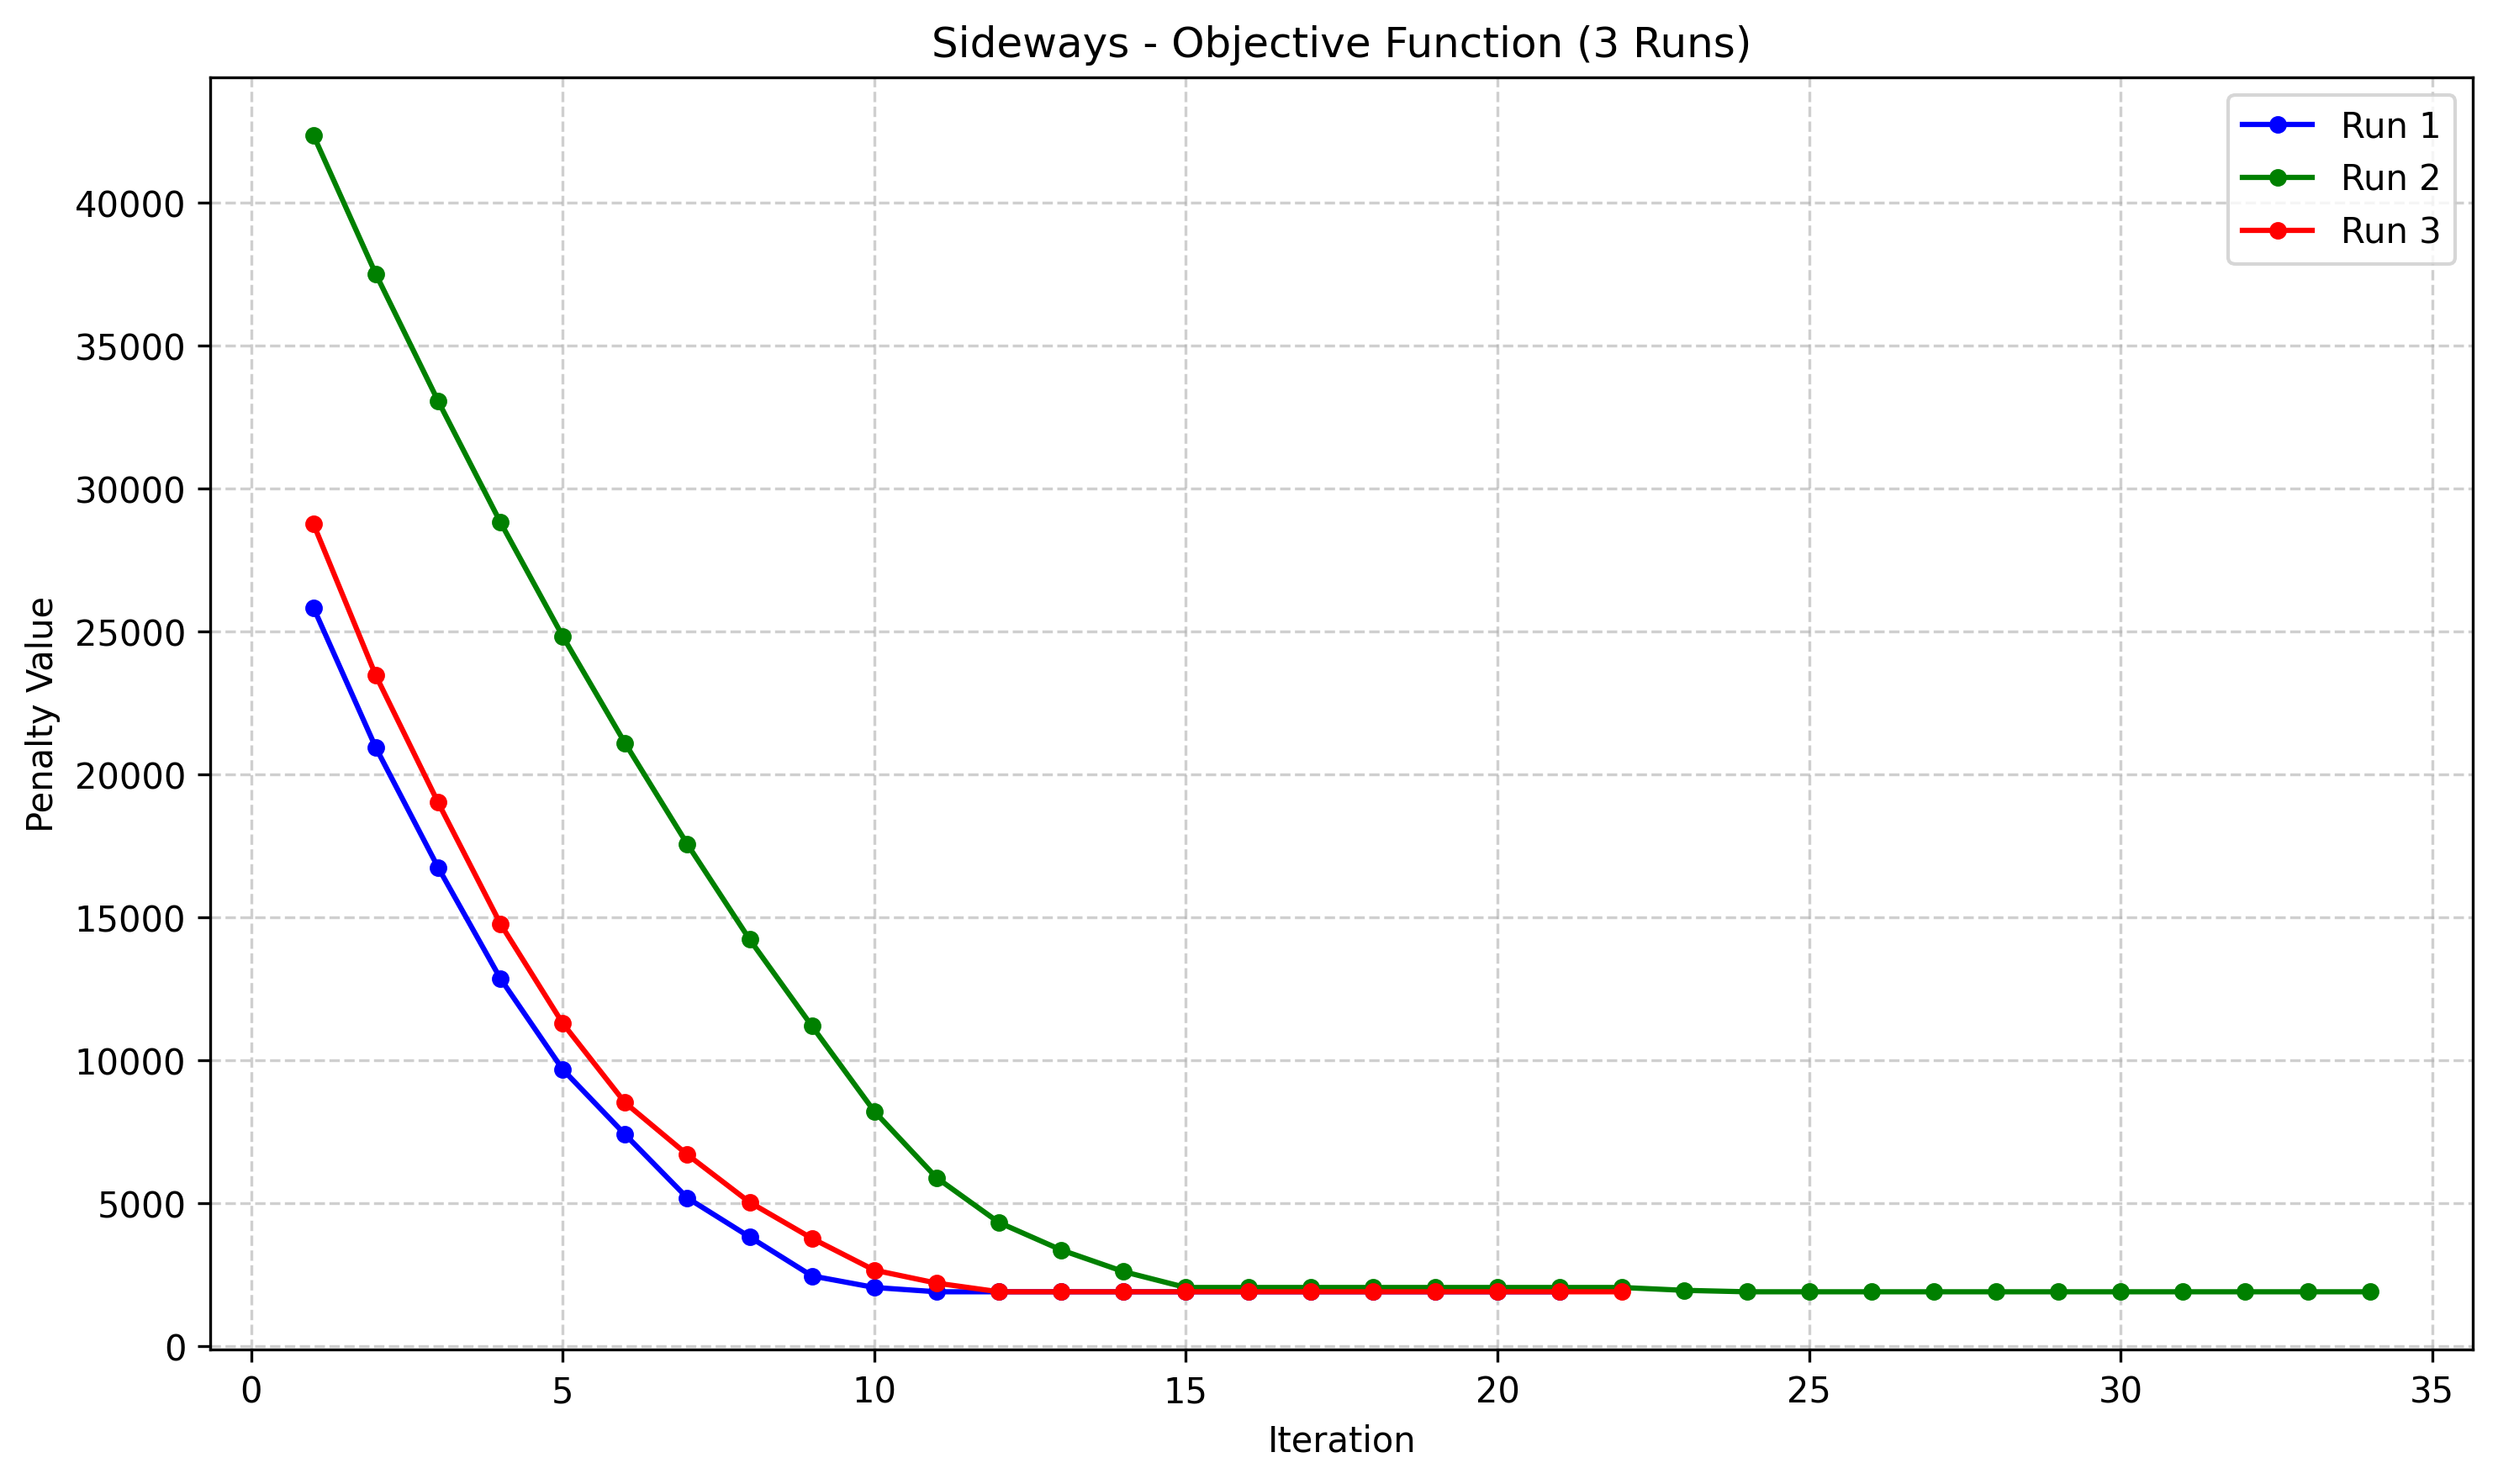 Sideways - Objective Function (3 Runs)
Run 1
Run 2
Run 3
Penalty Value
40000
35000
30000
25000
20000
15000
10000
5000
0
0 5 10 15 20 25 30 35
Iteration